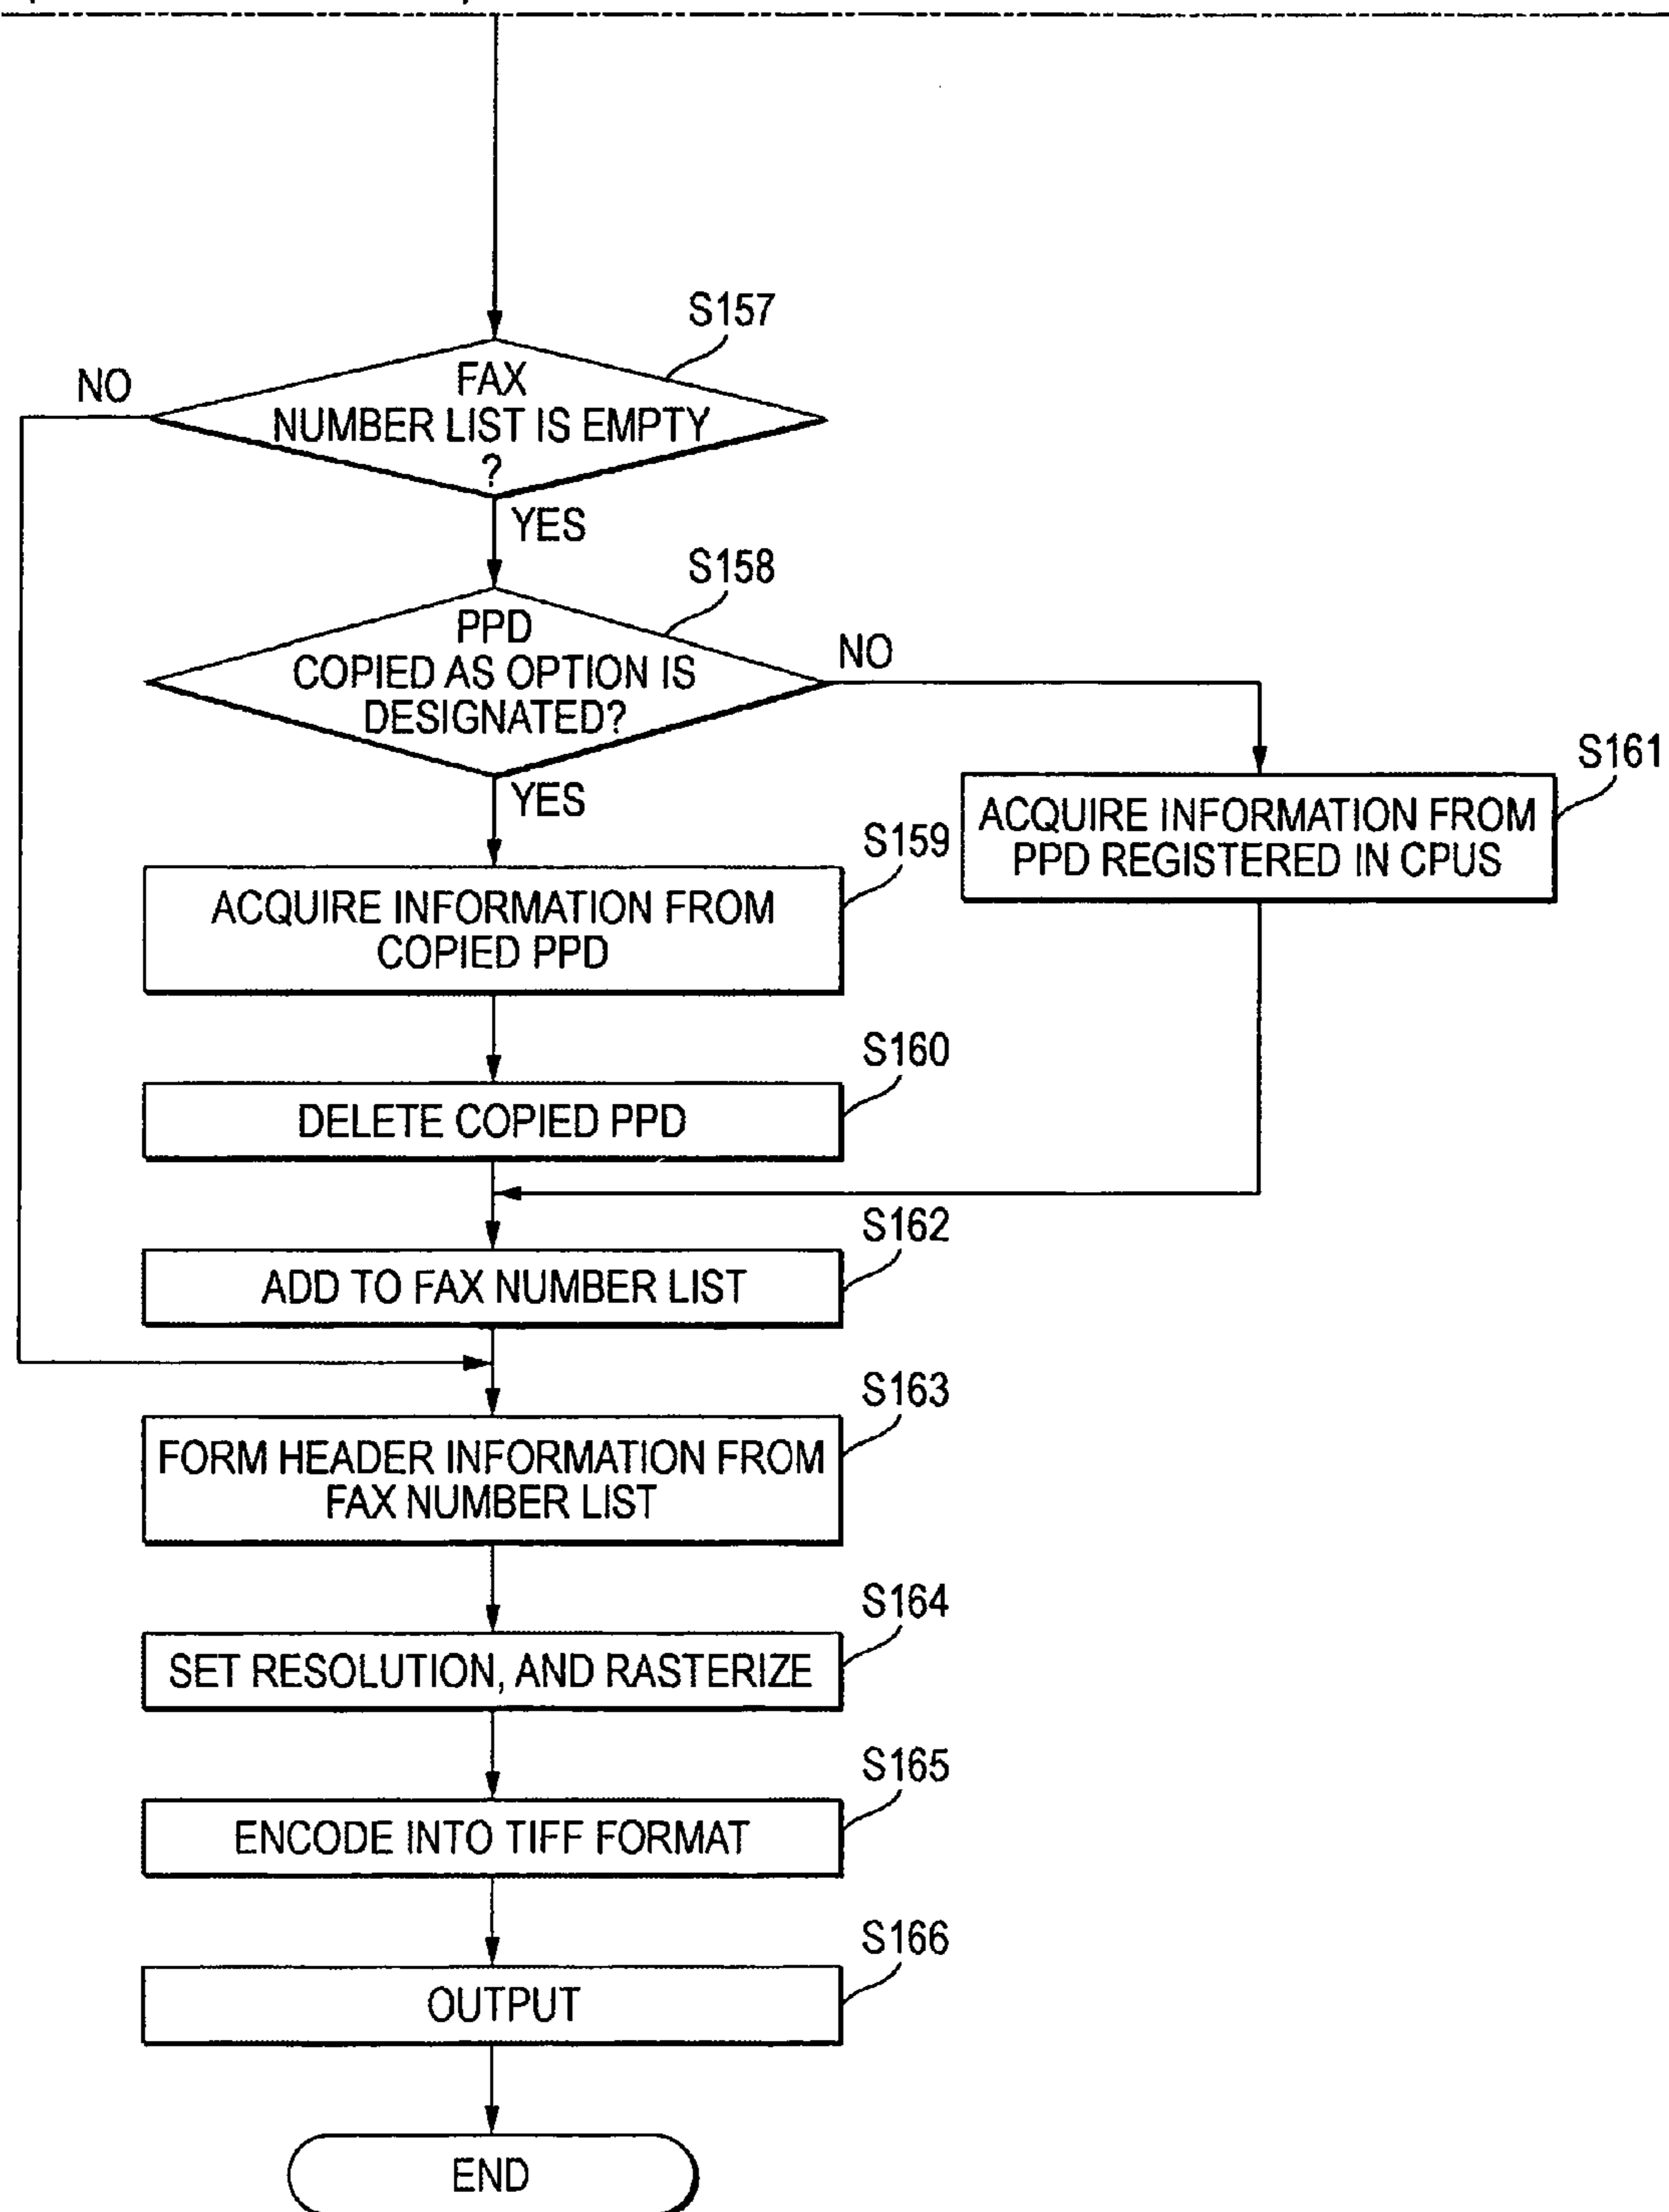 S157
NO
FAX
NUMBER LIST IS EMPTY
?
YES
S158
PPD
COPIED AS OPTION IS
DESIGNATED?
NO
YES
S161
ACQUIRE INFORMATION FROM
PPD REGISTERED IN CPUS
S159
ACQUIRE INFORMATION FROM
COPIED PPD
S160
DELETE COPIED PPD
S162
ADD TO FAX NUMBER LIST
S163
FORM HEADER INFORMATION FROM
FAX NUMBER LIST
S164
SET RESOLUTION, AND RASTERIZE
S165
ENCODE INTO TIFF FORMAT
S166
OUTPUT
END